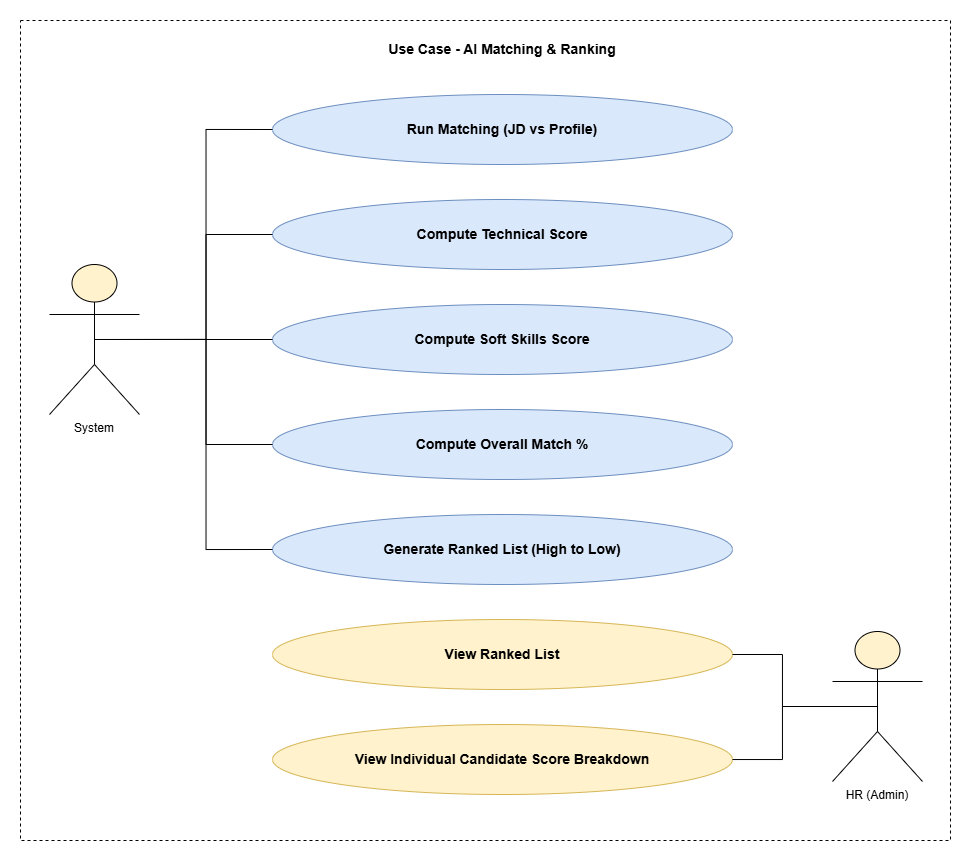 Use Case - AI Matching & Ranking
Run Matching (JD vs Profile)
Compute Technical Score
Compute Soft Skills Score
System
Compute Overall Match %
Generate Ranked List (High to Low)
View Ranked List
View Individual Candidate Score Breakdown
HR (Admin)